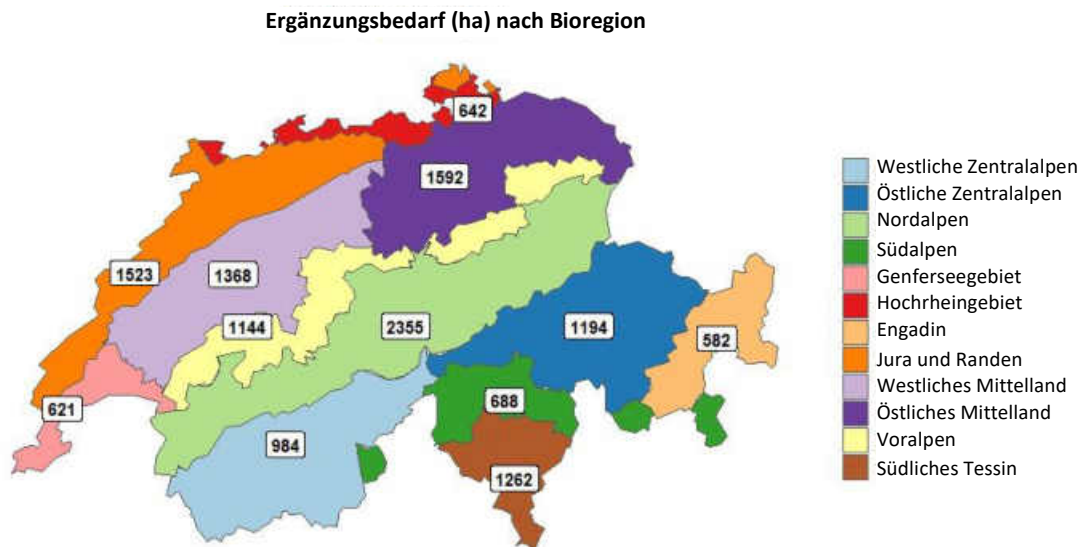 Ergänzungsbedarf (ha) nach Bioregion
642
1592
1523
1368
1144
2355
1194
582
621
688
984
1262
Westliche Zentralalpen
Östliche Zentralalpen
Nordalpen
Südalpen
Genferseegebiet
Hochrheingebiet
Engadin
Jura und Randen
Westliches Mittelland
Östliches Mittelland
Voralpen
Südliches Tessin